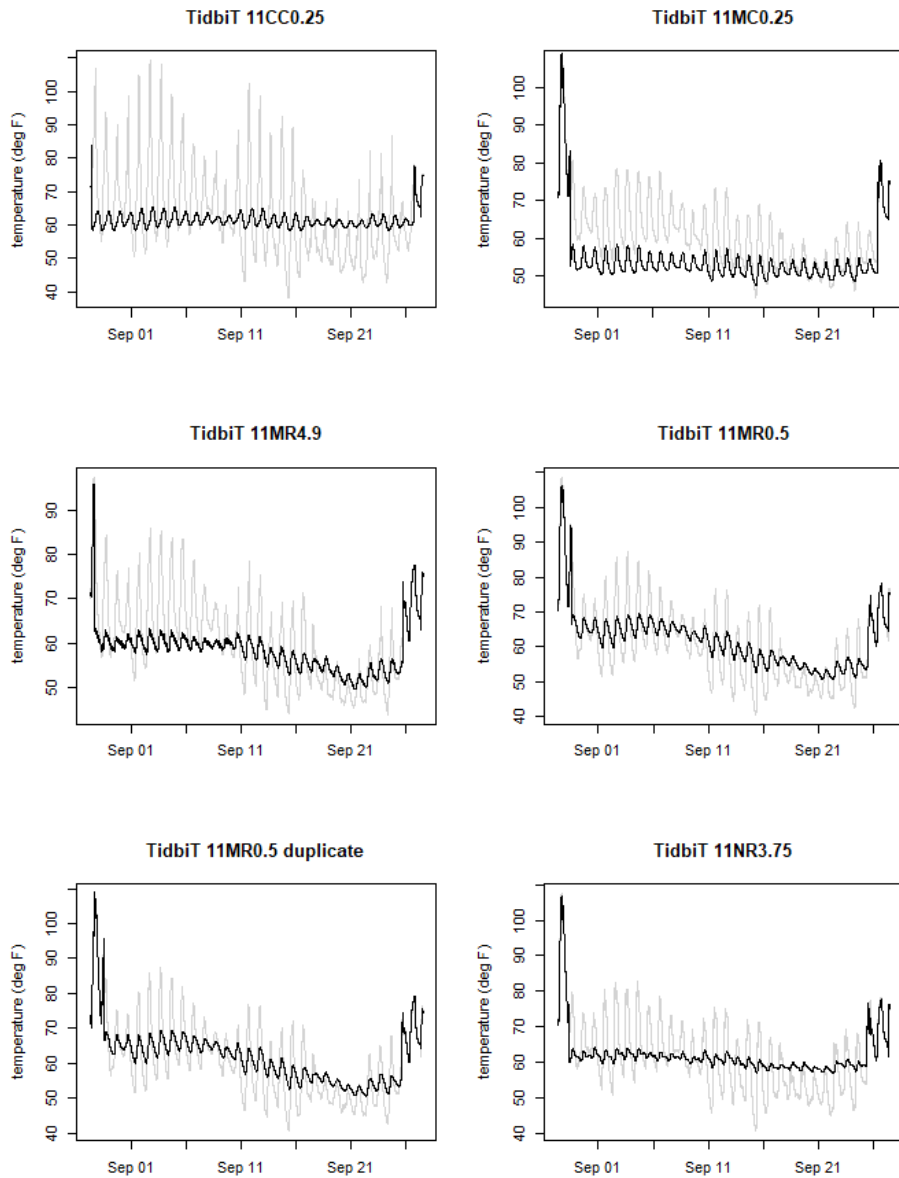 TidbiT 11CC0.25
temperature (deg F)
40 50 60 70 80 90 100
Sep 01 Sep 11 Sep 21
TidbiT 11MC0.25
temperature (deg F)
50 60 70 80 90 100
Sep 01 Sep 11 Sep 21
TidbiT 11MR4.9
temperature (deg F)
50 60 70 80 90
Sep 01 Sep 11 Sep 21
TidbiT 11MR0.5
temperature (deg F)
40 50 60 70 80 90 100
Sep 01 Sep 11 Sep 21
TidbiT 11MR0.5 duplicate
temperature (deg F)
40 50 60 70 80 90 100
Sep 01 Sep 11 Sep 21
TidbiT 11NR3.75
temperature (deg F)
40 50 60 70 80 90 100
Sep 01 Sep 11 Sep 21